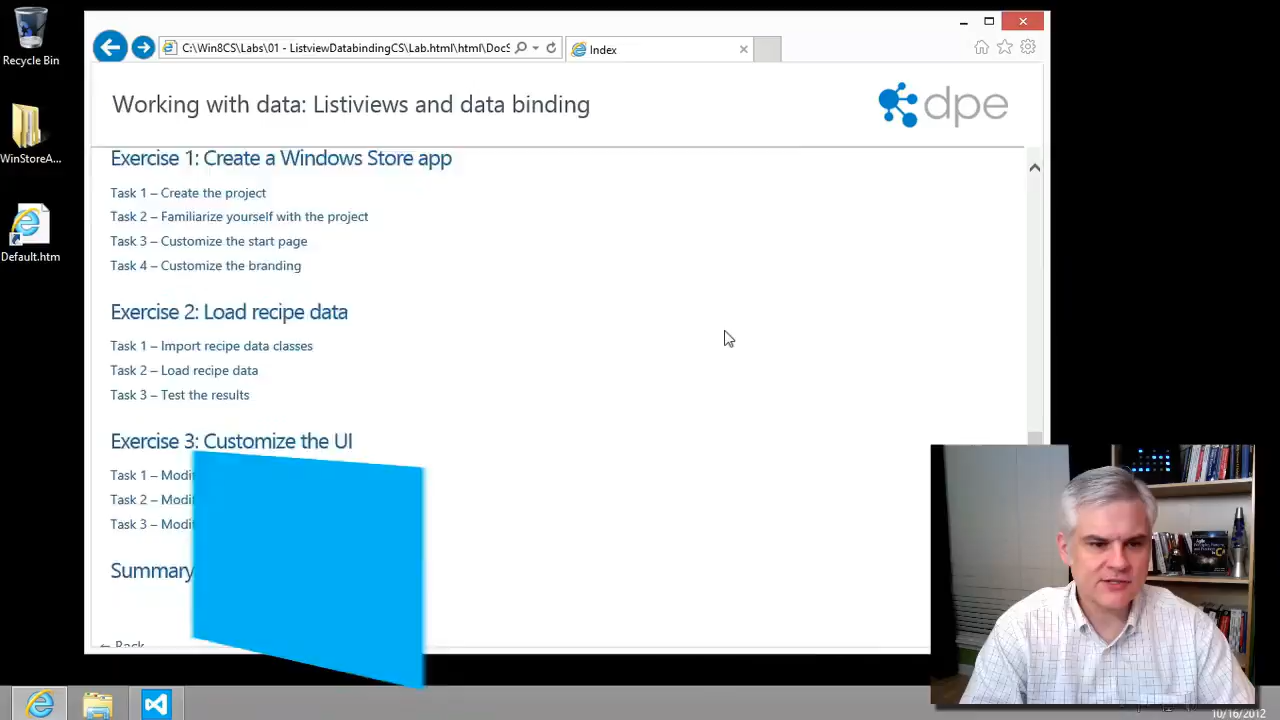 Recycle Bin
WinStoreA...
Default.htm
C:\Win8CS\Labs\01 - ListviewDatabindingCS\Lab.html\html\DocS
Index
Working with data: Listiviews and data binding
dpe
Exercise 1: Create a Windows Store app
Task 1 – Create the project
Task 2 – Familiarize yourself with the project
Task 3 – Customize the start page
Task 4 – Customize the branding
Exercise 2: Load recipe data
Task 1 – Import recipe data classes
Task 2 – Load recipe data
Task 3 – Test the results
Exercise 3: Customize the UI
Task 1 – Modi
Task 2 – Modi
Task 3 – Modi
Summary
← Back
10/16/2012